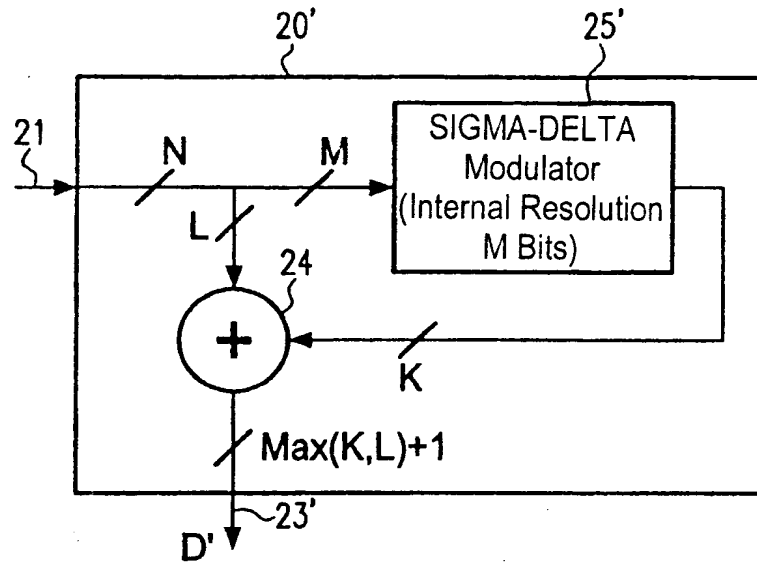 20'
25'
21
N
M
SIGMA-DELTA
Modulator
(Internal Resolution
M Bits)
L
24
+
K
Max(K,L)+1
23'
D'